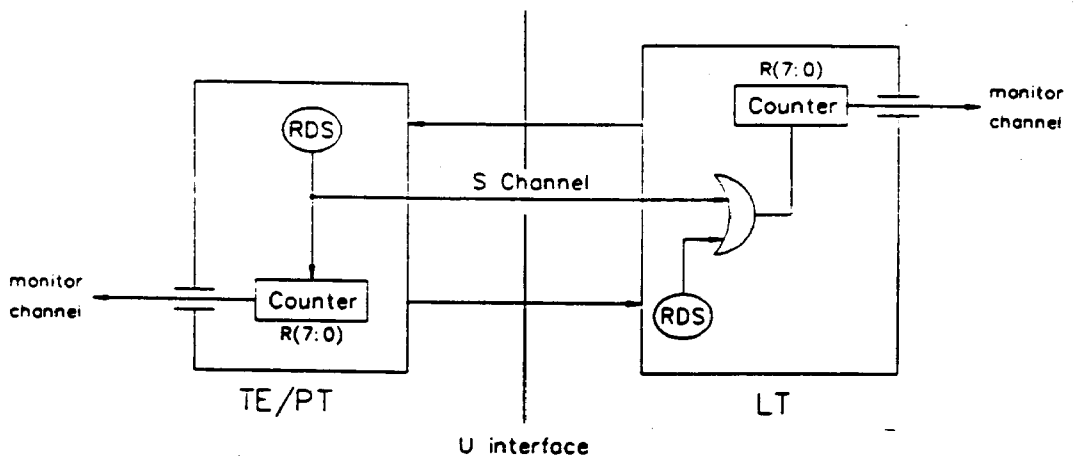 R(7:0)
Counter
monitor
channel
RDS
S Channel
monitor
channel
Counter
R(7:0)
RDS
TE/PT
LT
U interface